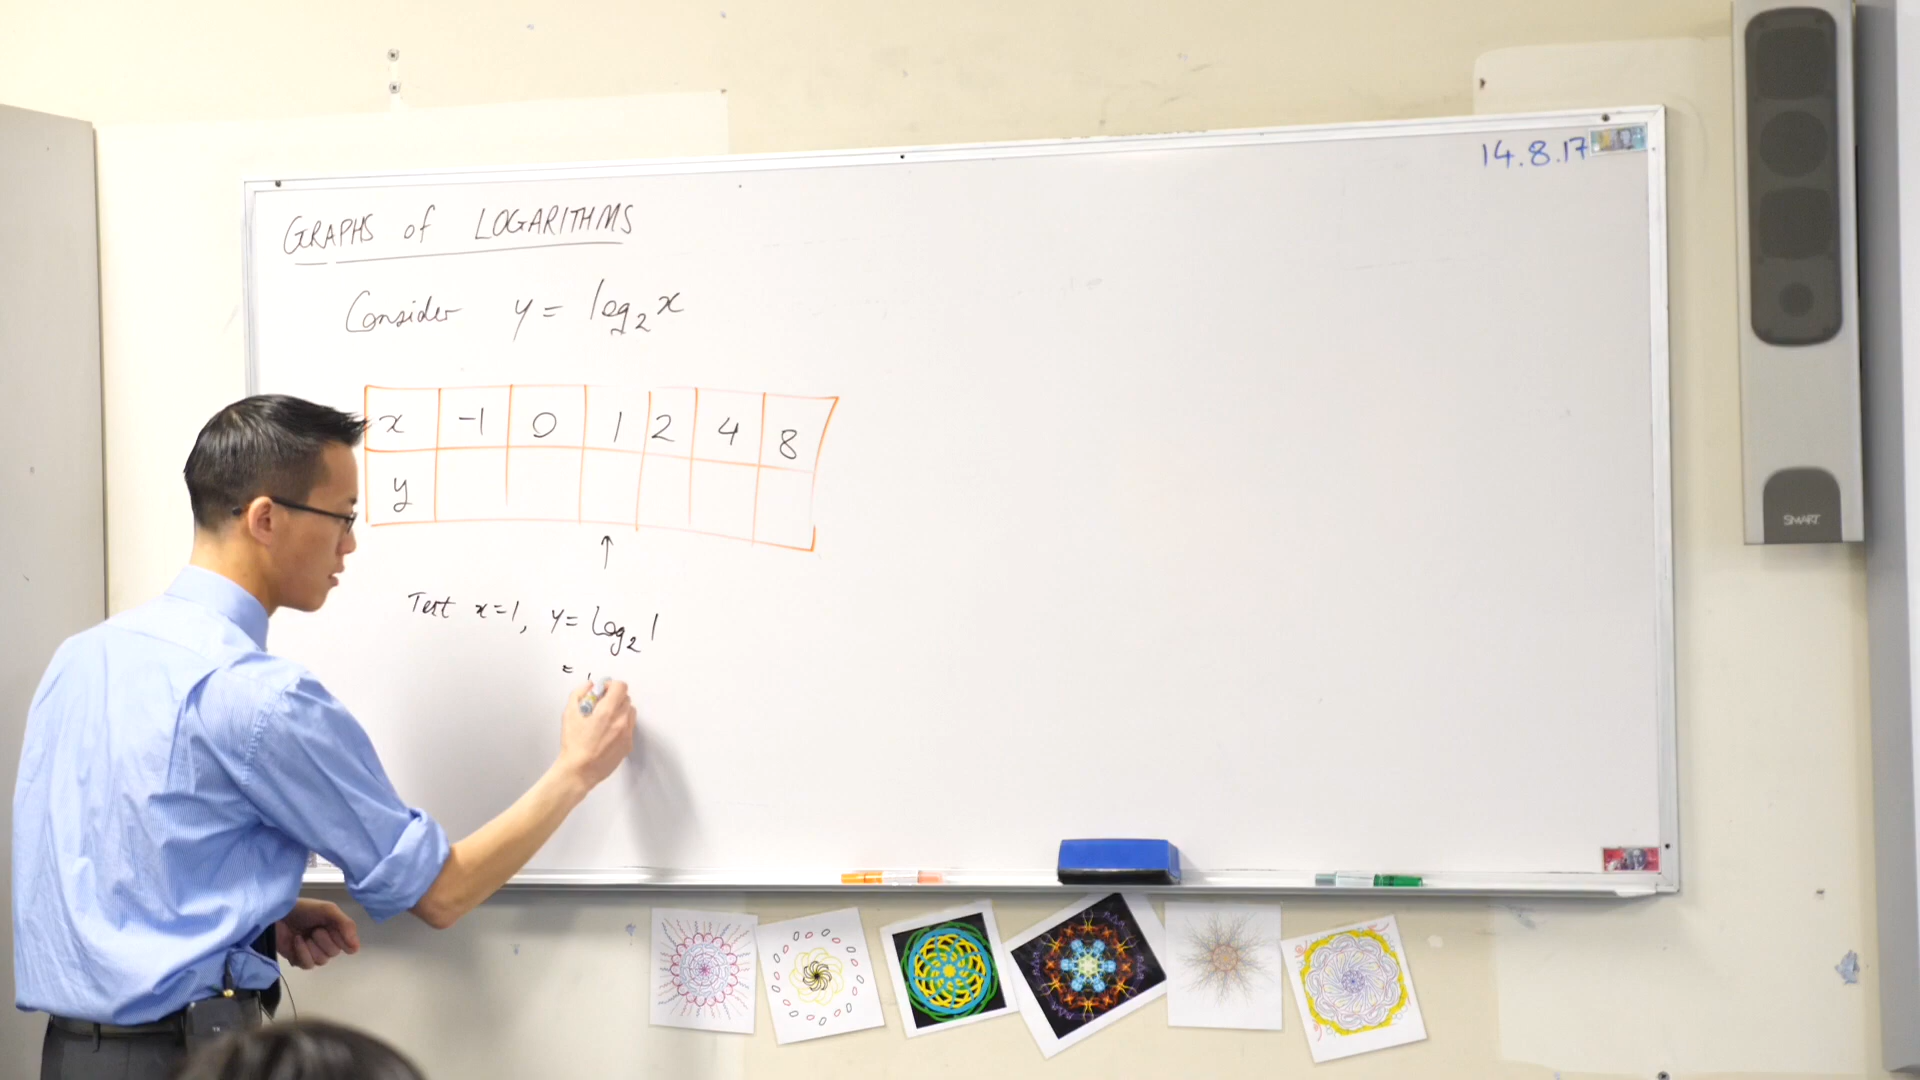 14.8.17
GRAPHS of LOGARITHMS
Consider y = log₂x
x -1 0 1 2 4 8
y
Test x=1, y= log₂1
=
SMART